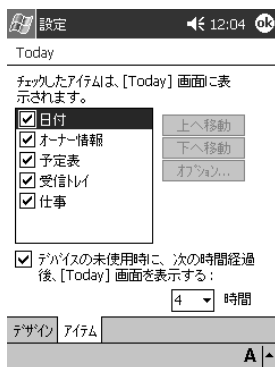 設定 12:04 ok
Today
ﾁｪｯｸしたｱｲﾃﾑは、[Today] 画面に表
示されます。
日付
ｵｰﾅｰ情報
予定表
受信ﾄﾚｲ
仕事
上へ移動
下へ移動
ｵﾌﾟｼｮﾝ...
ﾃﾞﾊﾞｲｽの未使用時に、次の時間経過
後、[Today] 画面を表示する:
4 時間
ﾃﾞｻﾞｲﾝ ｱｲﾃﾑ
A